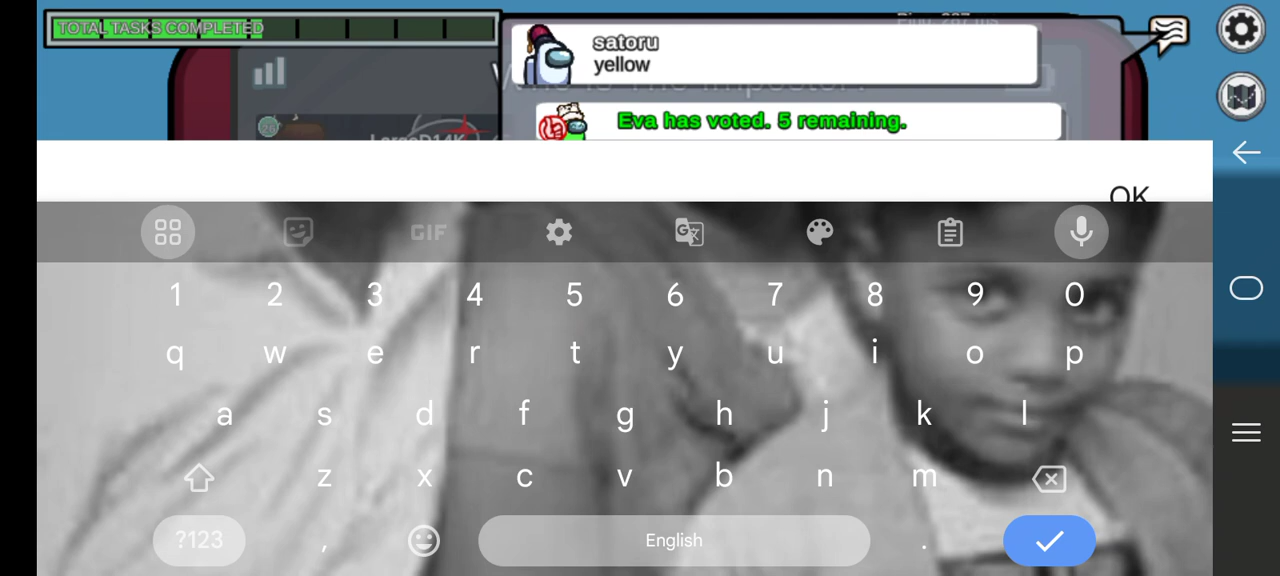 TOTAL TASKS COMPLETED
satoru
yellow
Eva has voted. 5 remaining.
OK
GIF
1 2 3 4 5 6 7 8 9 0
q w e r t y u i o p
a s d f g h j k l
z x c v b n m
?123 , English .